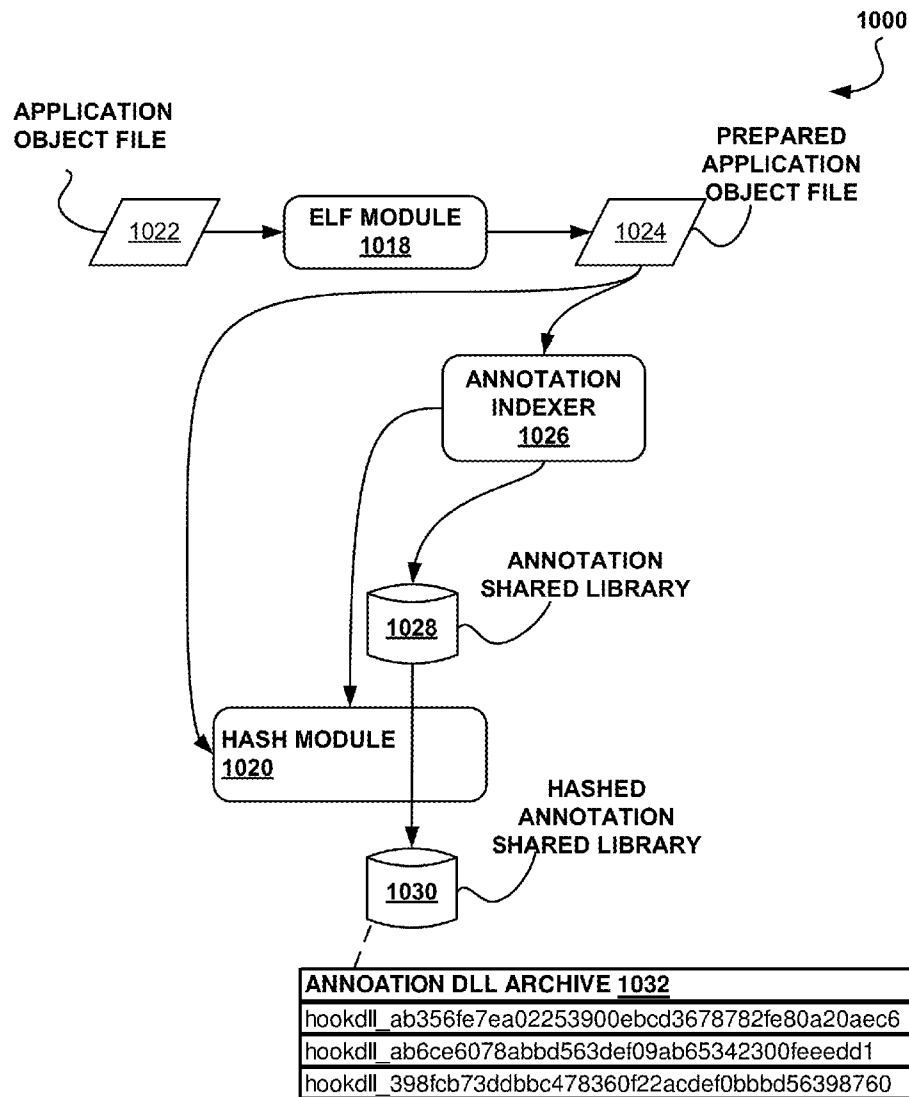 1000
APPLICATION
OBJECT FILE
PREPARED
APPLICATION
OBJECT FILE
1022
ELF MODULE
1018
1024
ANNOTATION
INDEXER
1026
ANNOTATION
SHARED LIBRARY
1028
HASH MODULE
1020
HASHED
ANNOTATION
SHARED LIBRARY
1030
ANNOATION DLL ARCHIVE 1032
hookdll_ab356fe7ea02253900ebcd3678782fe80a20aec6
hookdll_ab6ce6078abbd563def09ab65342300feeedd1
hookdll_398fcb73ddbbc478360f22acdef0bbbd56398760